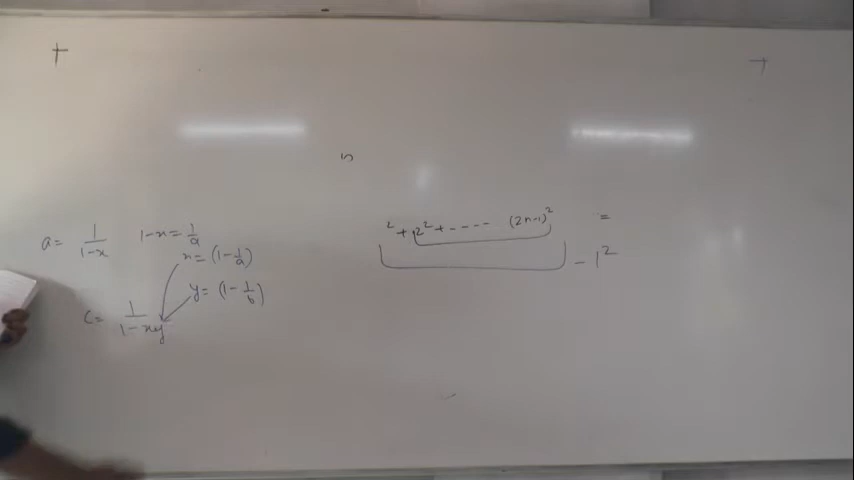 a = 1/(1-x)   1-x = 1/a
x = (1 - 1/a)
y = (1 - 1/b)
c = 1/(1-xy)
² + 2² + ---- (2n-1)² =
- 1²